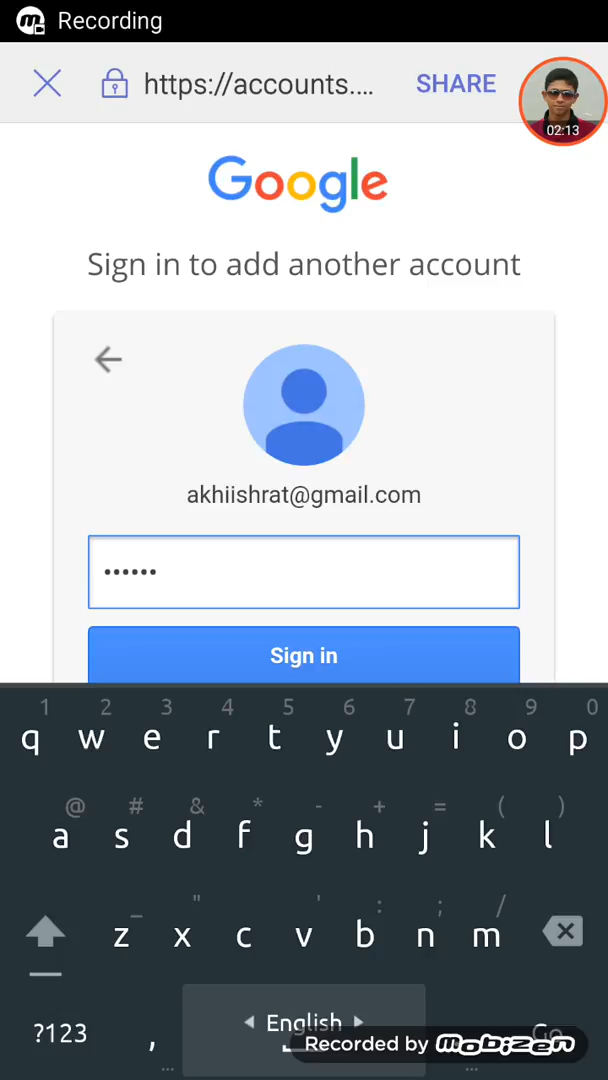 Recording
https://accounts....
SHARE
02:13
Google
Sign in to add another account
akhiishrat@gmail.com
••••••
Sign in
1 2 3 4 5 6 7 8 9 0
q w e r t y u i o p
@ # & * - + = ( )
a s d f g h j k l
_ " ' : ; /
z x c v b n m
?123 , English Go
Recorded by mobizen